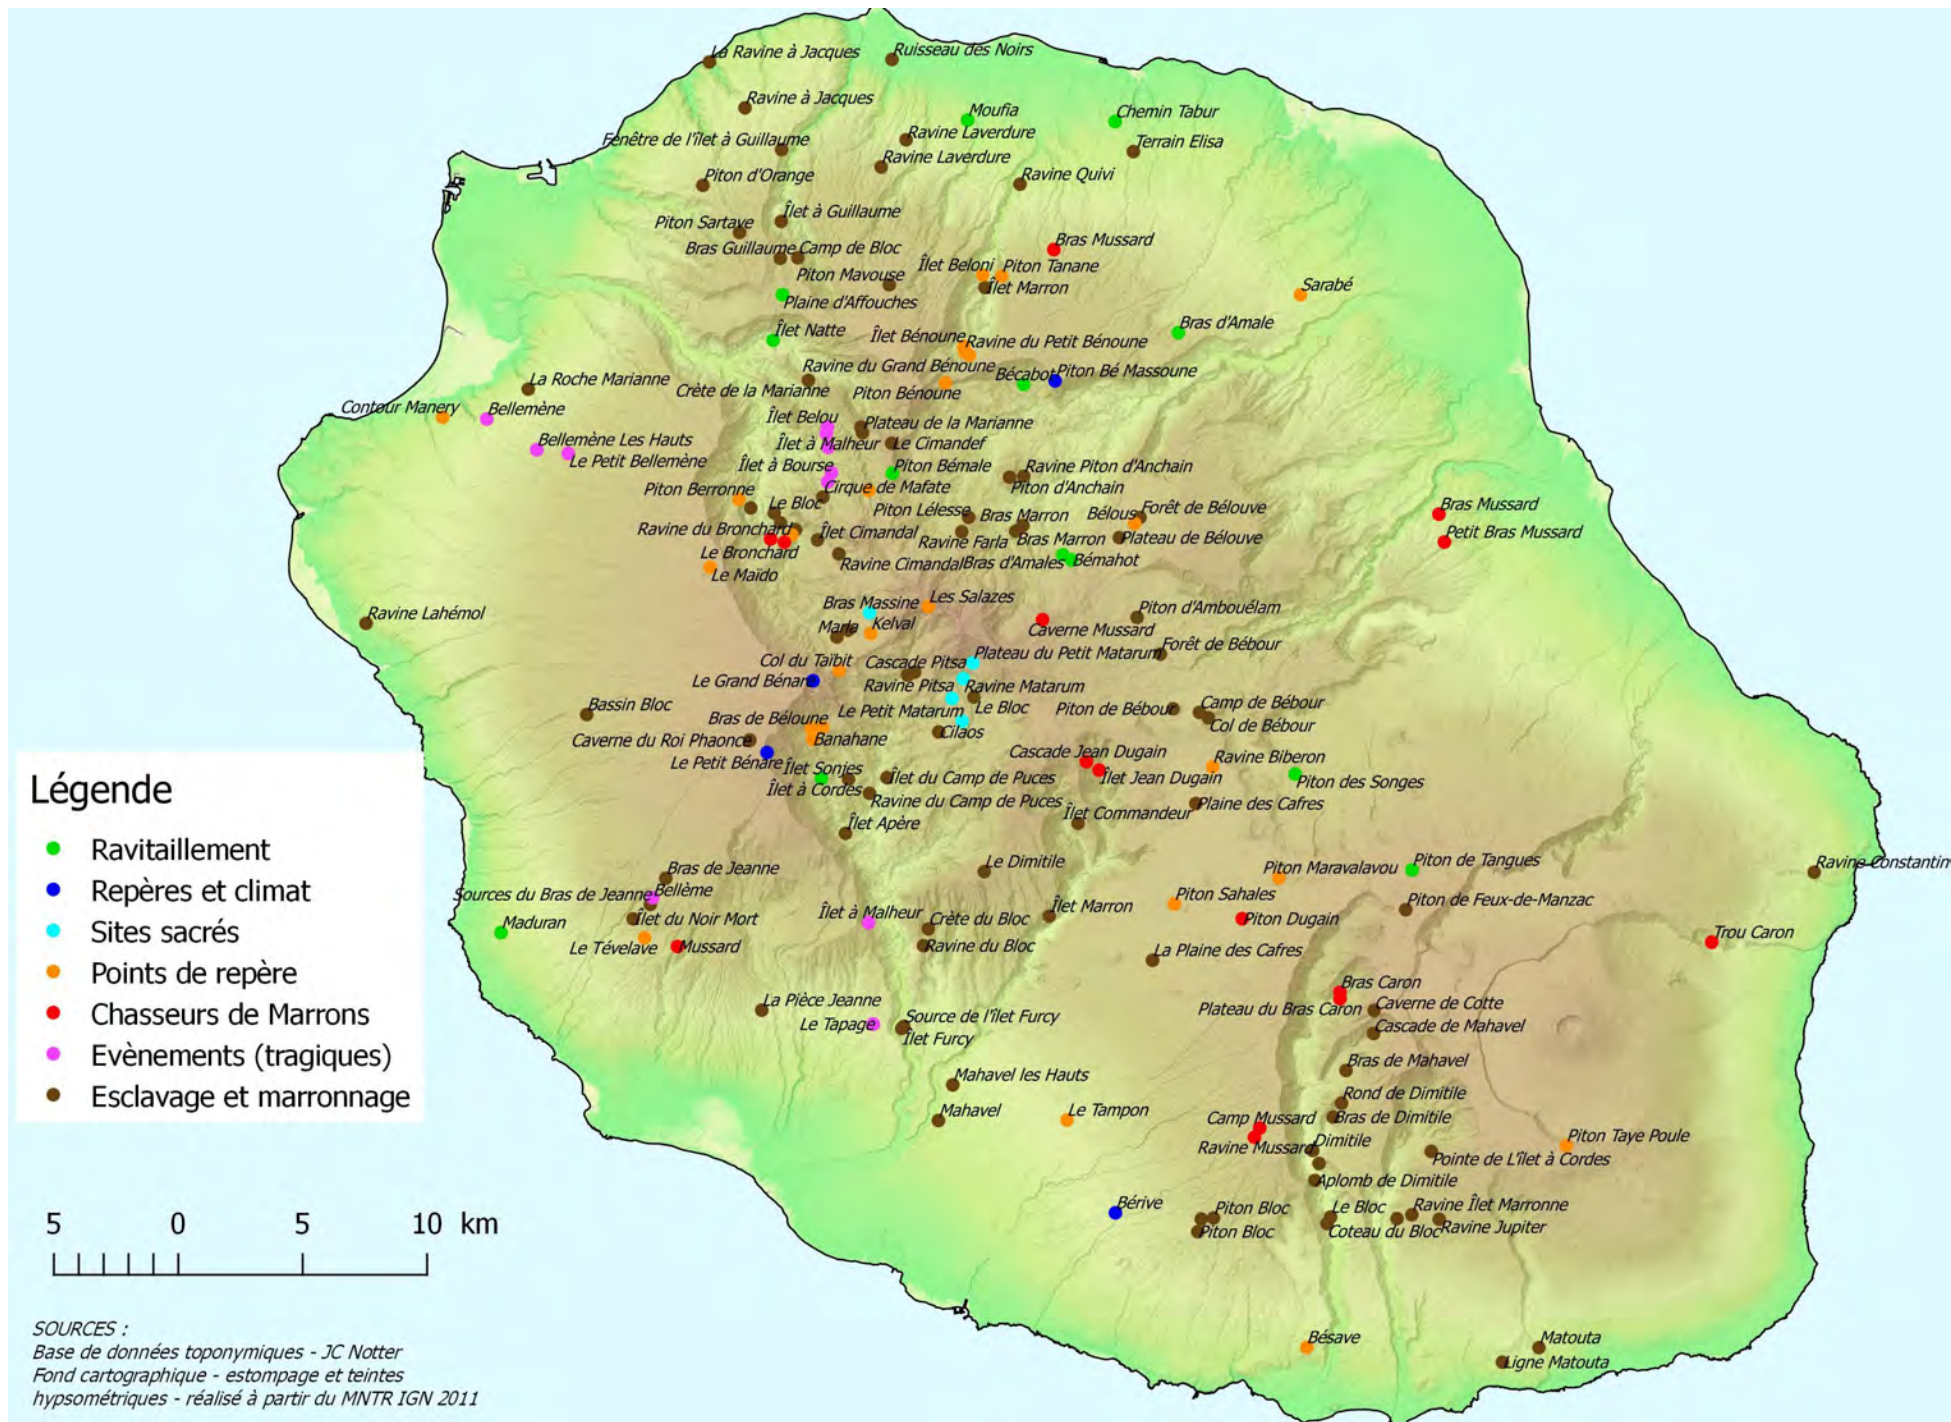 La Ravine à Jacques
Ruisseau des Noirs
Ravine à Jacques
Moufia
Chemin Tabur
Fenêtre de l'îlet à Guillaume
Ravine Laverdure
Terrain Elisa
Ravine Laverdure
Piton d'Orange
Ravine Quivi
Îlet à Guillaume
Piton Sartave
Bras Guillaume
Camp de Bloc
Bras Mussard
Îlet Beloni
Piton Tanane
Piton Mavouse
Îlet Marron
Sarabé
Plaine d'Affouches
Îlet Natte
Îlet Bénoune
Ravine du Petit Bénoune
Bras d'Amale
Ravine du Grand Bénoune
Bécabot
Piton Bé Massoune
La Roche Marianne
Crète de la Marianne
Piton Bénoune
Contour Manery
Bellemène
Îlet Belou
Plateau de la Marianne
Bellemène Les Hauts
Îlet à Malheur
Le Cimandef
Le Petit Bellemène
Îlet à Bourse
Piton Bémale
Ravine Piton d'Anchain
Piton Berronne
Cirque de Mafate
Piton d'Anchain
Le Bloc
Piton Lélesse
Bras Marron
Bélous
Forêt de Bélouve
Bras Mussard
Ravine du Bronchard
Îlet Cimandal
Ravine Farla
Bras Marron
Plateau de Bélouve
Petit Bras Mussard
Le Bronchard
Ravine Cimandal
Bras d'Amales
Bémahot
Le Maïdo
Ravine Lahémol
Bras Massine
Les Salazes
Piton d'Ambouélam
Marla
Kelval
Caverne Mussard
Forêt de Bébour
Col du Taïbit
Cascade Pitsa
Plateau du Petit Matarum
Le Grand Bénare
Ravine Pitsa
Ravine Matarum
Bassin Bloc
Bras de Béloune
Le Petit Matarum
Le Bloc
Piton de Bébour
Camp de Bébour
Col de Bébour
Caverne du Roi Phaonce
Banahane
Cilaos
Le Petit Bénare
Îlet Sonjes
Cascade Jean Dugain
Ravine Biberon
Îlet à Cordes
Îlet du Camp de Puces
Îlet Jean Dugain
Piton des Songes
Ravine du Camp de Puces
Îlet Commandeur
Plaine des Cafres
Îlet Apère
Bras de Jeanne
Le Dimitile
Piton Maravalavou
Piton de Tangues
Ravine Constantin
Sources du Bras de Jeanne
Bellème
Piton Sahales
Piton de Feux-de-Manzac
Maduran
Îlet du Noir Mort
Îlet à Malheur
Crète du Bloc
Îlet Marron
Piton Dugain
Trou Caron
Le Tévelave
Mussard
Ravine du Bloc
La Plaine des Cafres
Bras Caron
La Pièce Jeanne
Plateau du Bras Caron
Caverne de Cotte
Le Tapage
Source de l'îlet Furcy
Cascade de Mahavel
Îlet Furcy
Bras de Mahavel
Mahavel les Hauts
Rond de Dimitile
Mahavel
Le Tampon
Camp Mussard
Bras de Dimitile
Ravine Mussard
Dimitile
Piton Taye Poule
Pointe de L'îlet à Cordes
Aplomb de Dimitile
Bérive
Piton Bloc
Le Bloc
Ravine Îlet Marronne
Piton Bloc
Coteau du Bloc
Ravine Jupiter
Bésave
Matouta
Ligne Matouta
Légende
Ravitaillement
Repères et climat
Sites sacrés
Points de repère
Chasseurs de Marrons
Evènements (tragiques)
Esclavage et marronnage
5 0 5 10 km
SOURCES :
Base de données toponymiques - JC Notter
Fond cartographique - estompage et teintes
hypsométriques - réalisé à partir du MNTR IGN 2011